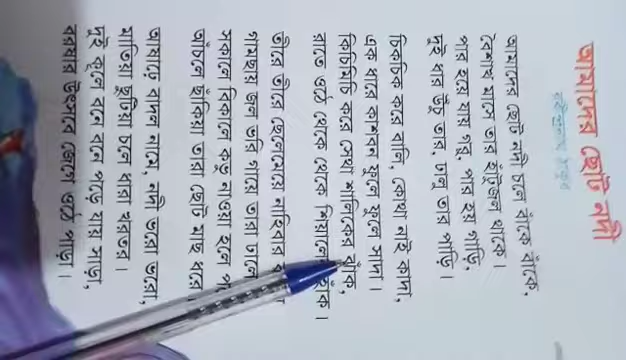 আমাদের ছোট নদী
রবীন্দ্রনাথ ঠাকুর
আমাদের ছোট নদী চলে বাঁকে বাঁকে,
বৈশাখ মাসে তার হাঁটুজল থাকে।
পার হয়ে যায় গরু, পার হয় গাড়ি,
দুই ধার উঁচু তার, ঢালু তার পাড়ি।
চিকচিক করে বালি, কোথা নাই কাদা,
এক ধারে কাশবন ফুলে ফুলে সাদা।
কিচিমিচি করে সেথা শালিকের ঝাঁক,
রাতে ওঠে থেকে থেকে শিয়ালের হাঁক।
তীরে তীরে ছেলেমেয়ে নাহিবার
গামছায় জল ভরি গায়ে তারা ঢালে
সকালে বিকালে কভু নাওয়া হলে
আঁচলে ছাঁকিয়া তারা ছোট মাছ ধরে
আষাঢ়ে বাদল নামে, নদী ভরো ভরো,
মাতিয়া ছুটিয়া চলে ধারা খরতর।
দুই কূলে বনে বনে পড়ে যায় সাড়া,
বরষার উৎসবে জেগে ওঠে পাড়া।